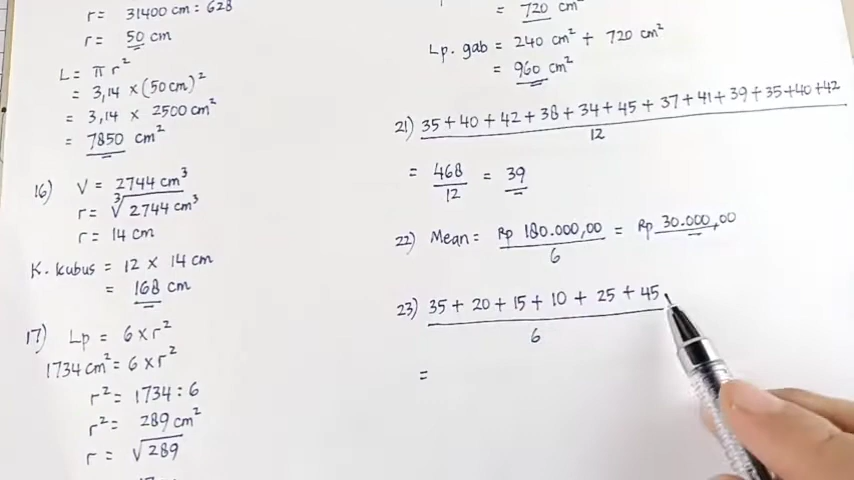 r = 31400 cm : 628
r = 50 cm
L = π r²
= 3,14 × (50 cm)²
= 3,14 × 2500 cm²
= 7850 cm²
16) V = 2744 cm³
r = ∛2744 cm³
r = 14 cm
K. kubus = 12 × 14 cm
= 168 cm
17) Lp = 6 × r²
1734 cm² = 6 × r²
r² = 1734 : 6
r² = 289 cm²
r = √289
= 720 cm²
Lp. gab = 240 cm² + 720 cm²
= 960 cm²
21) 35 + 40 + 42 + 38 + 34 + 45 + 37 + 41 + 39 + 35 + 40 + 42
12
= 468 = 39
12
22) Mean = Rp 180.000,00 = Rp 30.000,00
6
23) 35 + 20 + 15 + 10 + 25 + 45
6
=